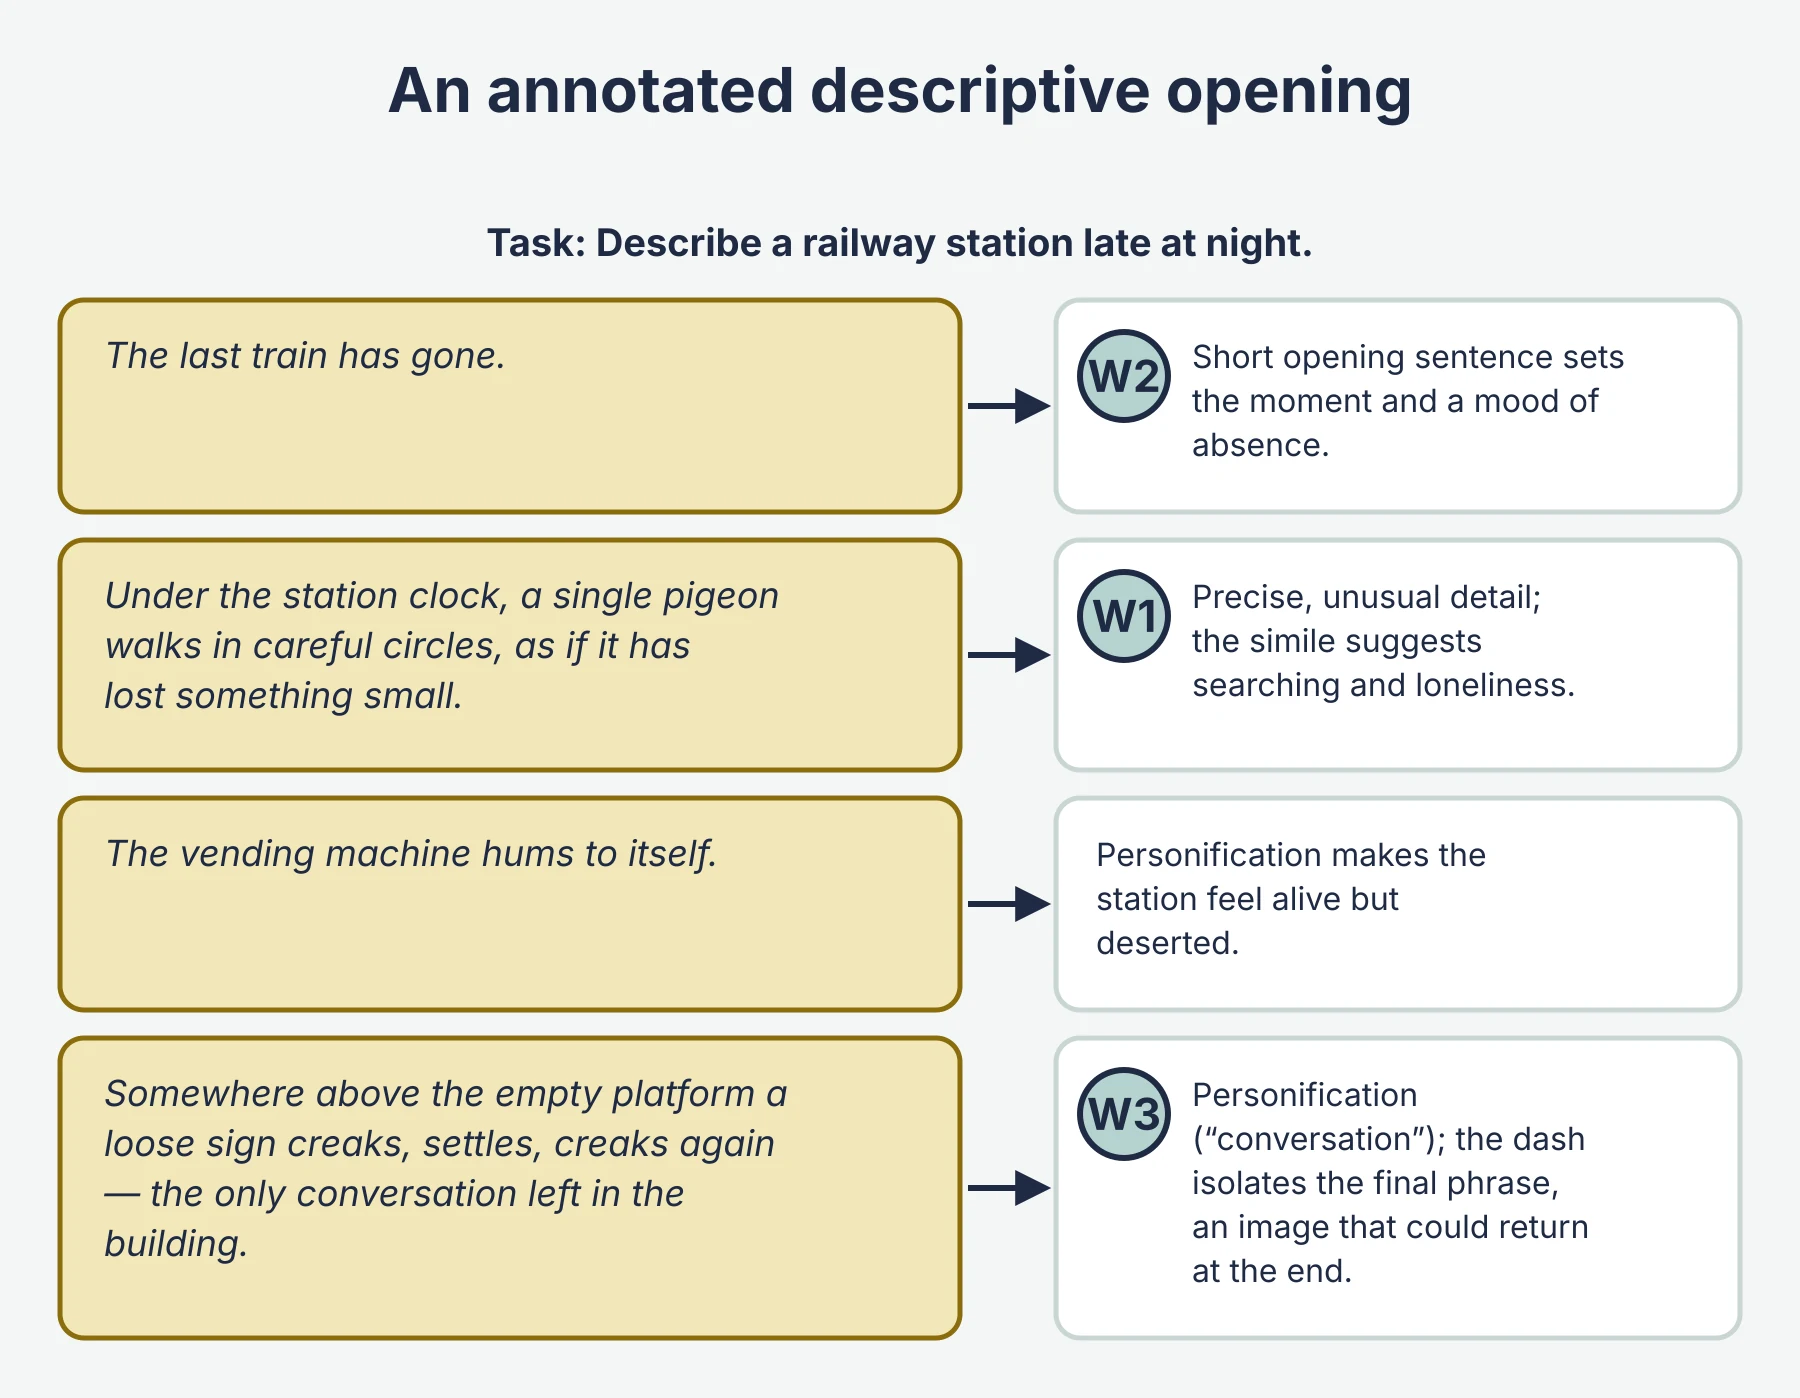 An annotated descriptive opening
Task: Describe a railway station late at night.
The last train has gone.
W2
Short opening sentence sets
the moment and a mood of
absence.
Under the station clock, a single pigeon
walks in careful circles, as if it has
lost something small.
W1
Precise, unusual detail;
the simile suggests
searching and loneliness.
The vending machine hums to itself.
Personification makes the
station feel alive but
deserted.
Somewhere above the empty platform a
loose sign creaks, settles, creaks again
— the only conversation left in the
building.
W3
Personification
(“conversation”); the dash
isolates the final phrase,
an image that could return
at the end.